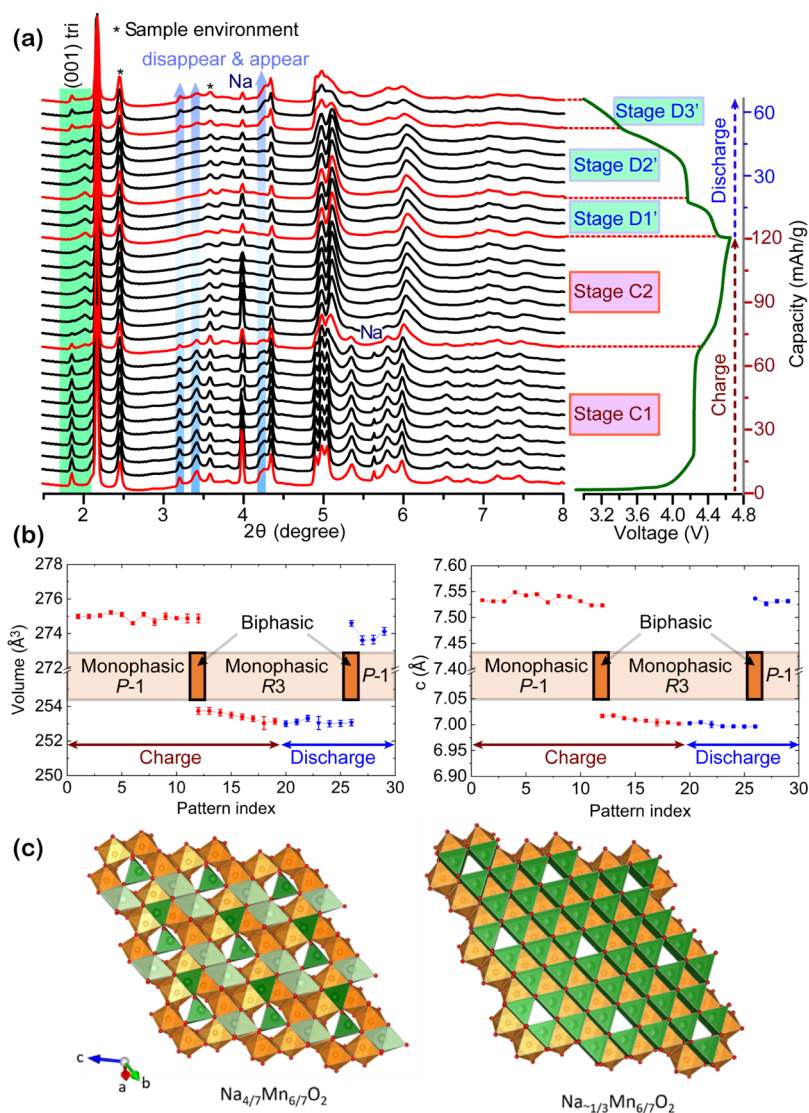 (a)
(001) tri
* Sample environment
*
disappear & appear
Na
*
Na
2 3 4 5 6 7 8
2θ (degree)
Stage D3'
Stage D2'
Stage D1'
Stage C2
Stage C1
3.2 4.0 4.4 4.8
3.6
Voltage (V)
Discharge
Charge
60
30
120
90
60
30
0
Capacity (mAh/g)
(b)
278
276
274
272
254
252
250
Volume (Å³)
Biphasic
Monophasic
P-1
Monophasic
R3
P-1
Charge
Discharge
0 5 10 15 20 25 30
Pattern index
7.60
7.55
7.50
7.45
7.40
7.05
7.00
6.95
6.90
c (Å)
Biphasic
Monophasic
P-1
Monophasic
R3
P-1
Charge
Discharge
0 5 10 15 20 25 30
Pattern index
(c)
c
a
b
Na4/7Mn6/7O2
Na~1/3Mn6/7O2